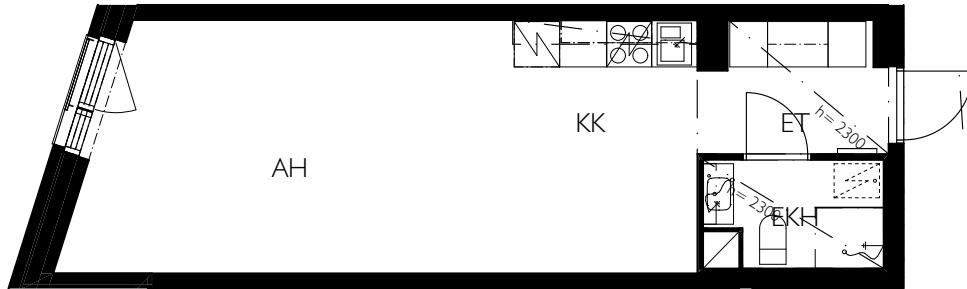 KK
ET
h= 2300
AH
h= 2300
EKH